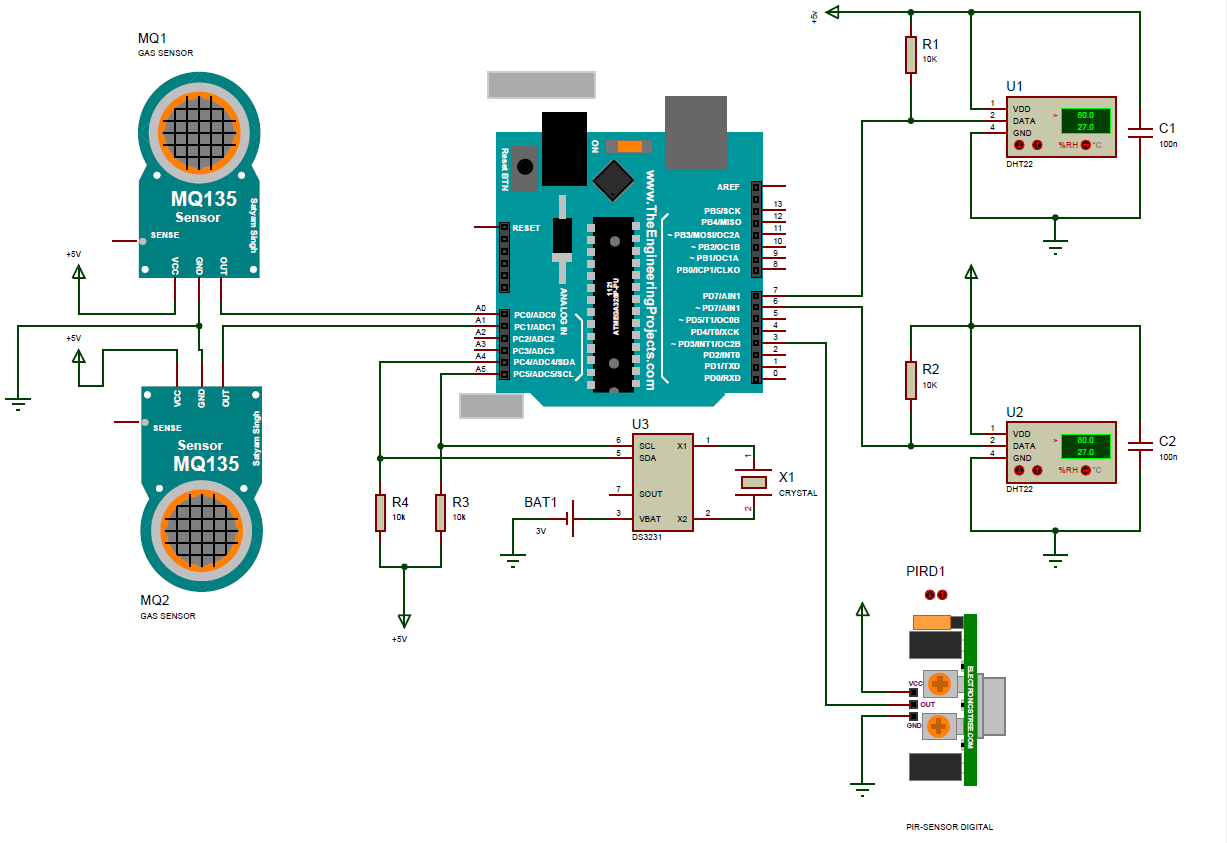 MQ1
GAS SENSOR
MQ135
Sensor
Satyam Singh
SENSE
VCC
GND
OUT
+5V
+5V
VCC
GND
OUT
SENSE
Sensor
MQ135
Satyam Singh
MQ2
GAS SENSOR
Reset BTN
ON
www.TheEngineeringProjects.com
ANALOG IN
ATMEGA328P-PU
1121
RESET
A0 PC0/ADC0
A1 PC1/ADC1
A2 PC2/ADC2
A3 PC3/ADC3
A4 PC4/ADC4/SDA
A5 PC5/ADC5/SCL
AREF
PB5/SCK 13
PB4/MISO 12
~ PB3/MOSI/OC2A 11
~ PB2/OC1B 10
~ PB1/OC1A 9
PB0/ICP1/CLKO 8
PD7/AIN1 7
~ PD7/AIN1 6
~ PD5/T1/OC0B 5
PD4/T0/XCK 4
~ PD3/INT1/OC2B 3
PD2/INT0 2
PD1/TXD 1
PD0/RXD 0
R4
10k
R3
10k
+5V
U3
6 SCL X1 1
5 SDA
7 SOUT
3 VBAT X2 2
DS3231
BAT1
3V
X1
CRYSTAL
1
2
+5v
R1
10K
U1
1 VDD
2 DATA
4 GND
> 80.0
27.0
%RH °C
DHT22
C1
100n
R2
10K
U2
1 VDD
2 DATA
4 GND
> 80.0
27.0
%RH °C
DHT22
C2
100n
PIRD1
VCC
OUT
GND
ELECTRONICSTREE.COM
PIR-SENSOR DIGITAL